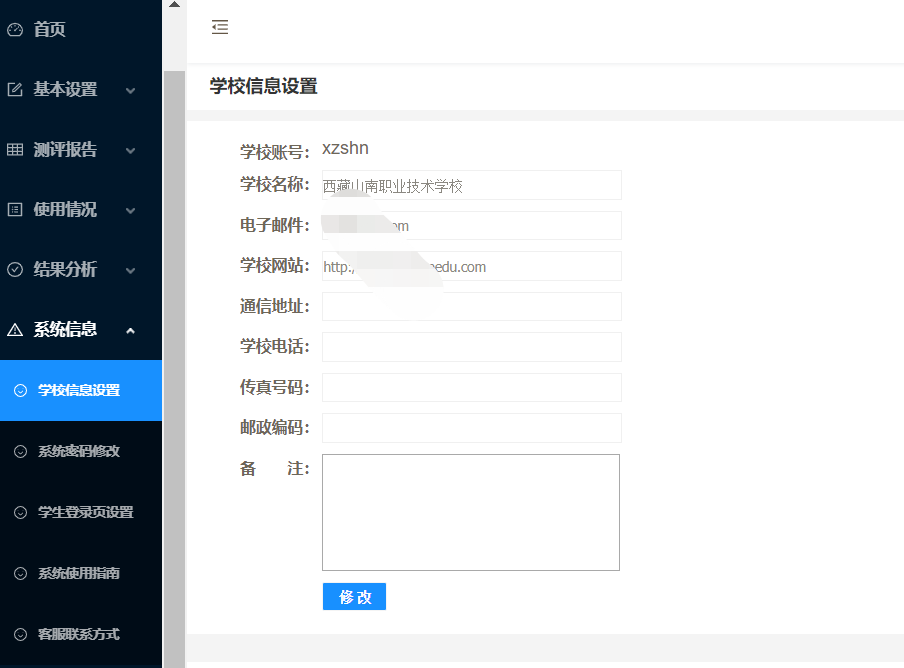 首页
基本设置
测评报告
使用情况
结果分析
系统信息
学校信息设置
系统密码修改
学生登录页设置
系统使用指南
客服联系方式
学校信息设置
学校账号： xzshn
学校名称： 西藏山南职业技术学校
电子邮件： om
学校网站： http:/ edu.com
通信地址：
学校电话：
传真号码：
邮政编码：
备 注：
修 改